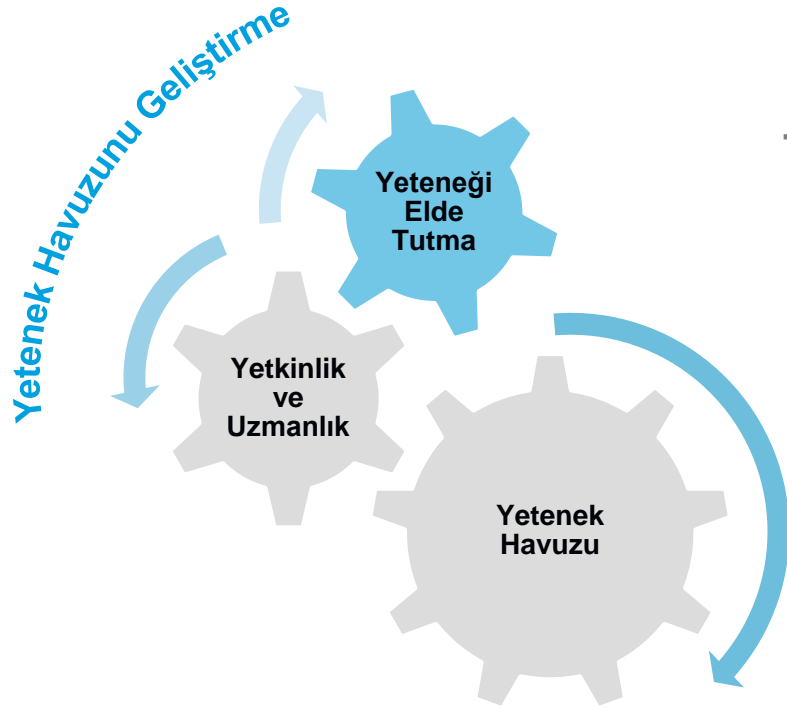 Yetenek Havuzunu Geliştirme
Yeteneği
Elde
Tutma
Yetkinlik
ve
Uzmanlık
Yetenek
Havuzu